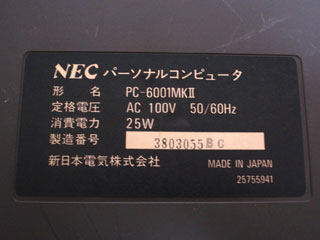 NEC パーソナルコンピュータ
形 名 PC-6001MKⅡ
定格電圧 AC 100V 50/60Hz
消費電力 25W
製造番号 3803055BC
新日本電気株式会社 MADE IN JAPAN
25755941